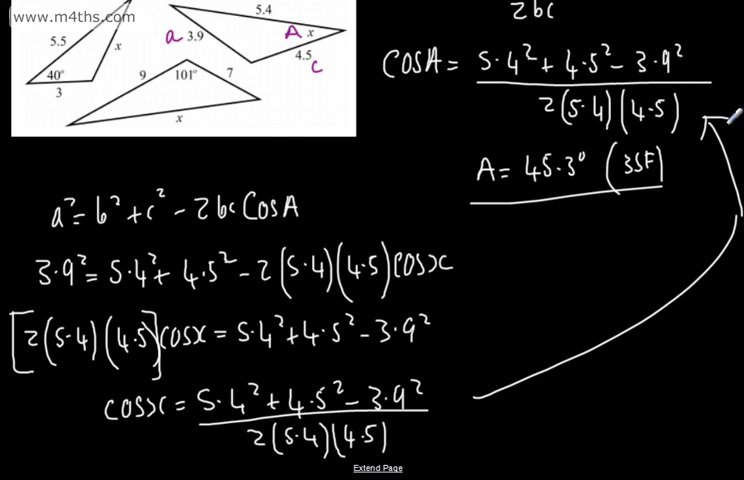 www.m4ths.com
5.5
x
40°
3
5.4
a 3.9
A x
4.5
c
9
101°
7
x
2bc
COSA = 5.4² + 4.5² - 3.9²
2(5.4)(4.5)
A = 45.3° (3SF)
a² = b² + c² - 2bc CosA
3.9² = 5.4² + 4.5² - 2(5.4)(4.5)cosx
[2(5.4)(4.5)]cosx = 5.4² + 4.5² - 3.9²
cosx = 5.4² + 4.5² - 3.9²
2(5.4)(4.5)
Extend Page